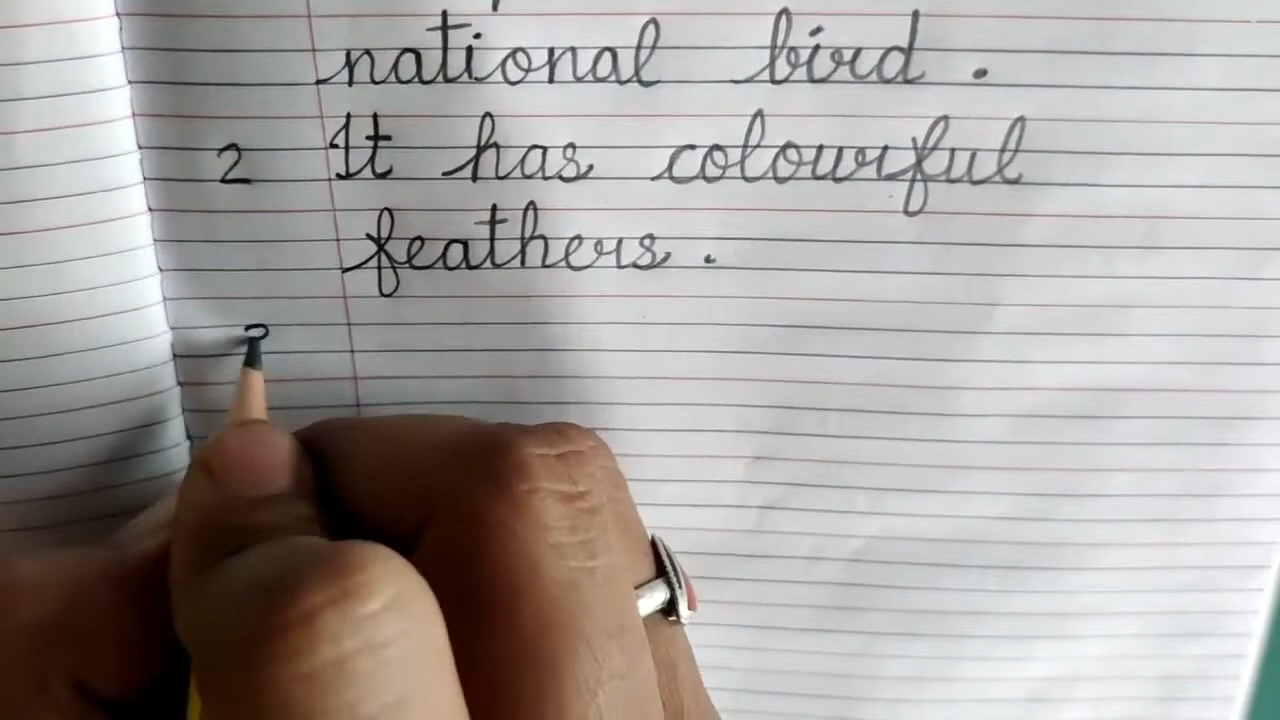 national bird.
2 It has colourful
feathers.